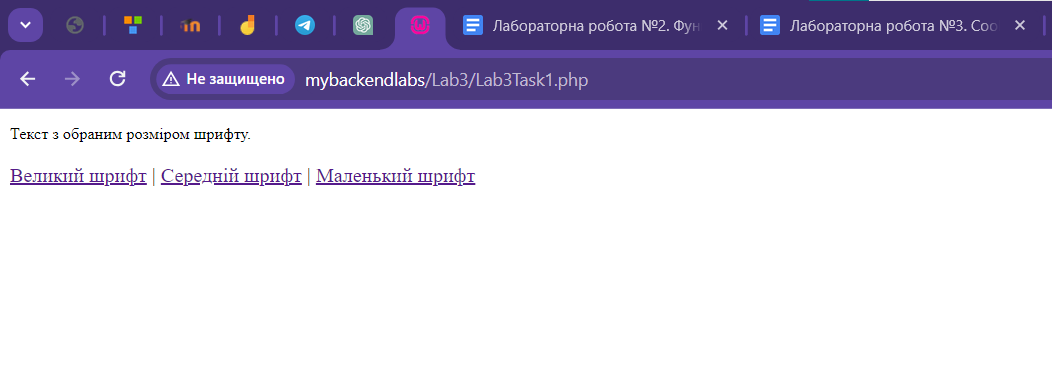 Лабораторна робота №2. Фун
Лабораторна робота №3. Соо
Не защищено
mybackendlabs/Lab3/Lab3Task1.php
Текст з обраним розміром шрифту.
Великий шрифт | Середній шрифт | Маленький шрифт